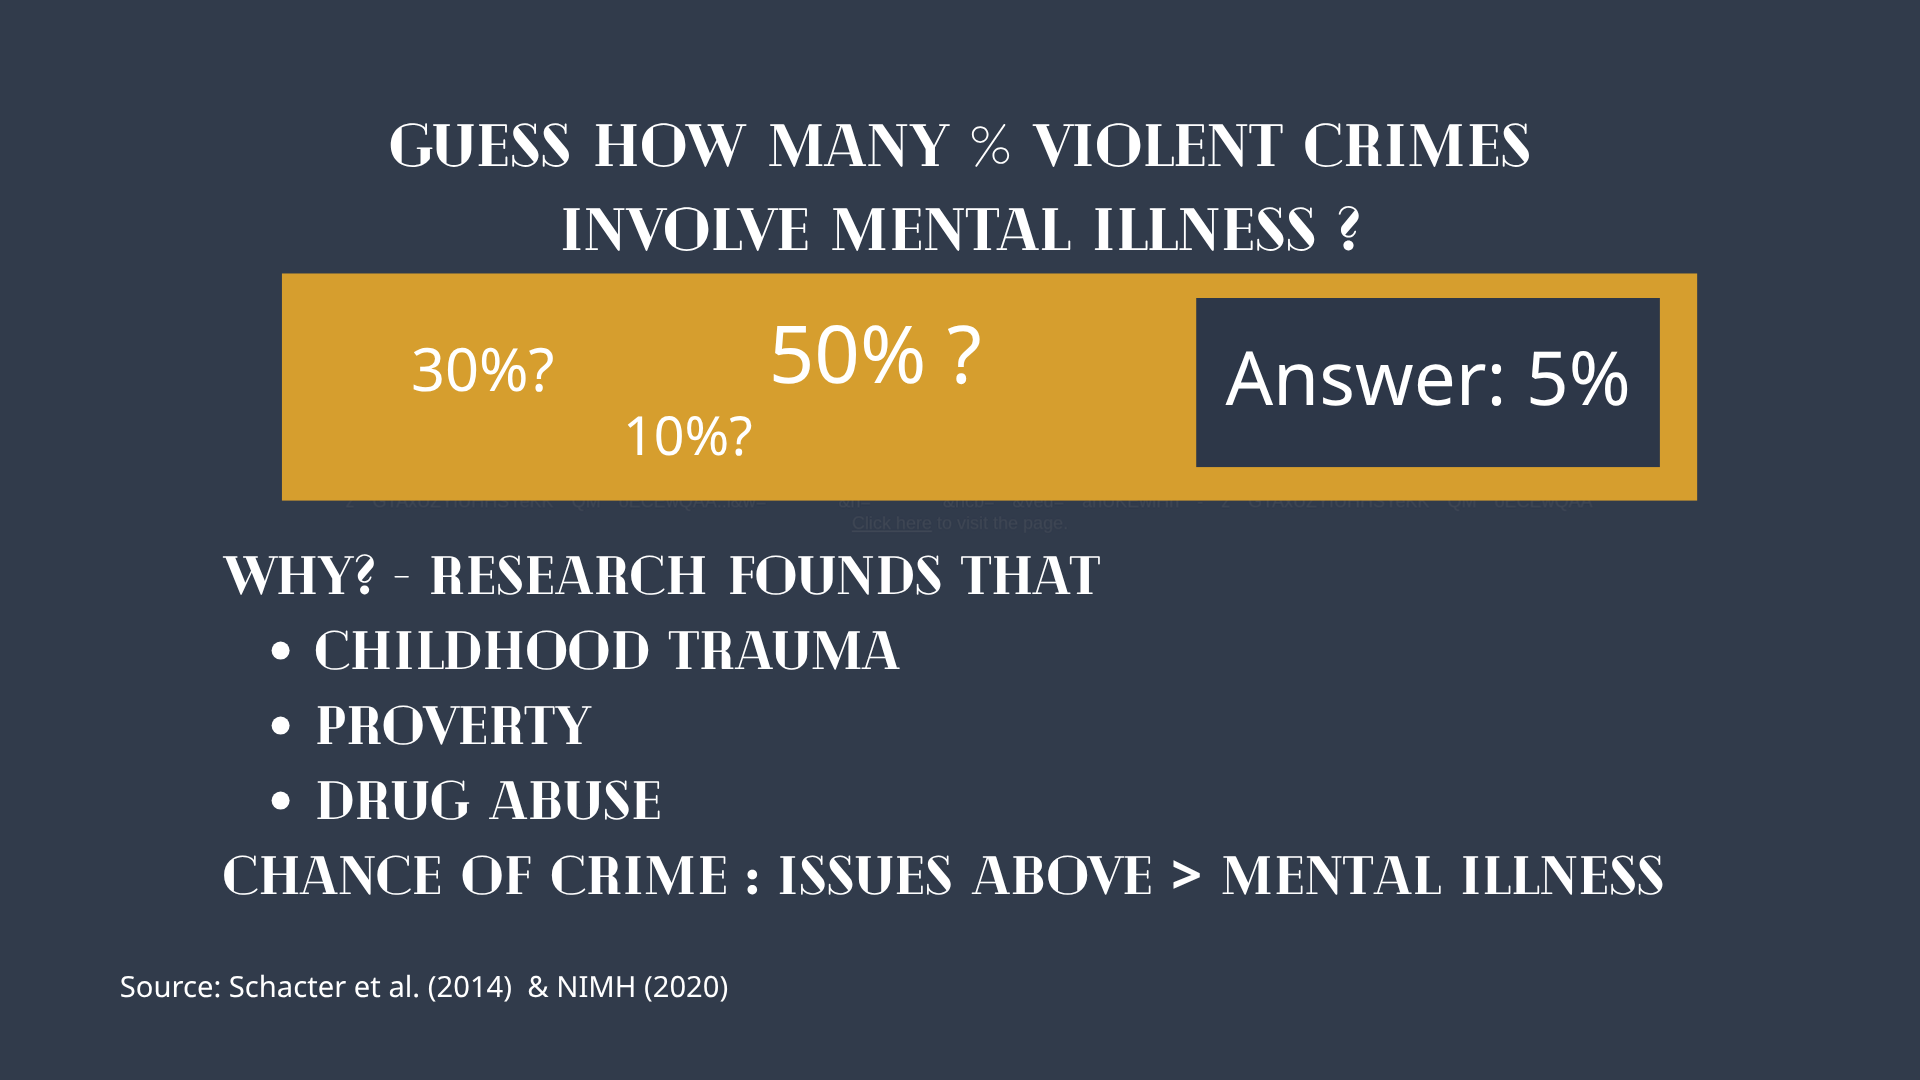 GUESS HOW MANY % VIOLENT CRIMES
INVOLVE MENTAL ILLNESS ?
30%?
50% ?
10%?
Answer: 5%
Click here to visit the page.
WHY? - RESEARCH FOUNDS THAT
• CHILDHOOD TRAUMA
• PROVERTY
• DRUG ABUSE
CHANCE OF CRIME : ISSUES ABOVE > MENTAL ILLNESS
Source: Schacter et al. (2014) & NIMH (2020)